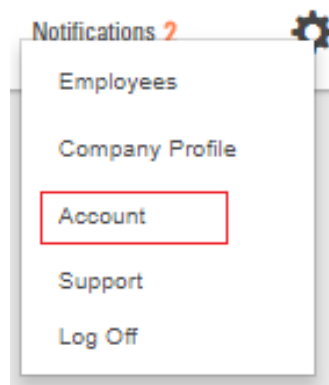 Notifications 2
Employees
Company Profile
Account
Support
Log Off